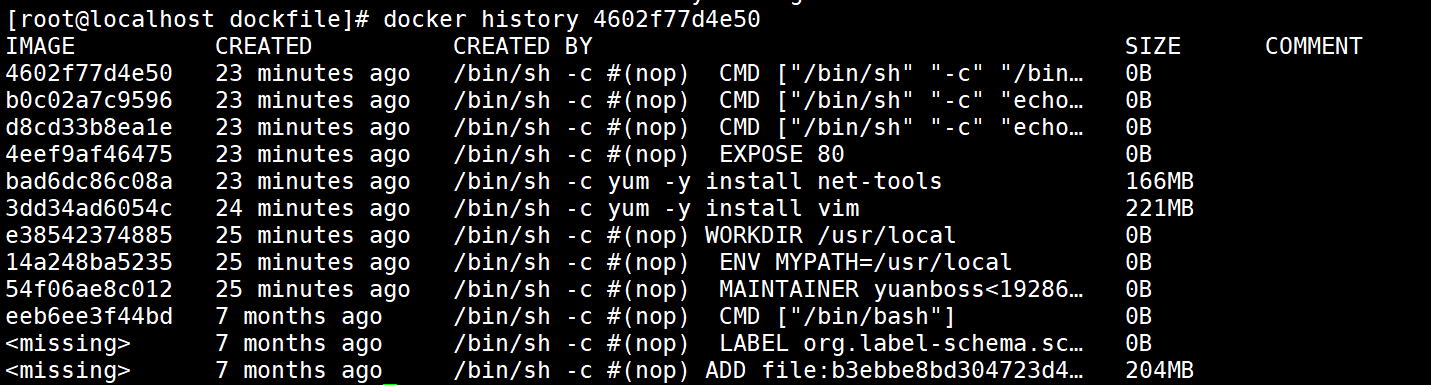 [root@localhost dockfile]# docker history 4602f77d4e50
IMAGE CREATED CREATED BY SIZE COMMENT
4602f77d4e50 23 minutes ago /bin/sh -c #(nop) CMD ["/bin/sh" "-c" "/bin… 0B
b0c02a7c9596 23 minutes ago /bin/sh -c #(nop) CMD ["/bin/sh" "-c" "echo… 0B
d8cd33b8ea1e 23 minutes ago /bin/sh -c #(nop) CMD ["/bin/sh" "-c" "echo… 0B
4eef9af46475 23 minutes ago /bin/sh -c #(nop) EXPOSE 80 0B
bad6dc86c08a 23 minutes ago /bin/sh -c yum -y install net-tools 166MB
3dd34ad6054c 24 minutes ago /bin/sh -c yum -y install vim 221MB
e38542374885 25 minutes ago /bin/sh -c #(nop) WORKDIR /usr/local 0B
14a248ba5235 25 minutes ago /bin/sh -c #(nop) ENV MYPATH=/usr/local 0B
54f06ae8c012 25 minutes ago /bin/sh -c #(nop) MAINTAINER yuanboss<19286… 0B
eeb6ee3f44bd 7 months ago /bin/sh -c #(nop) CMD ["/bin/bash"] 0B
<missing> 7 months ago /bin/sh -c #(nop) LABEL org.label-schema.sc… 0B
<missing> 7 months ago /bin/sh -c #(nop) ADD file:b3ebbe8bd304723d4… 204MB